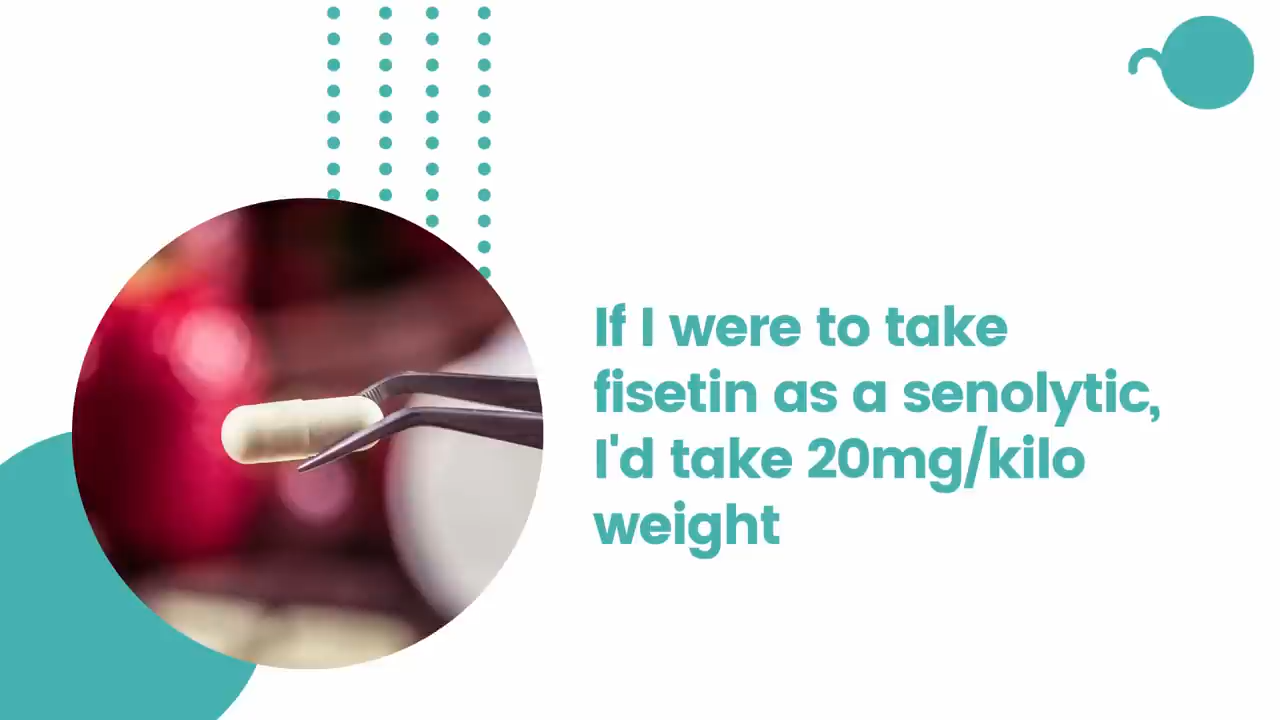 If I were to take
fisetin as a senolytic,
I'd take 20mg/kilo
weight